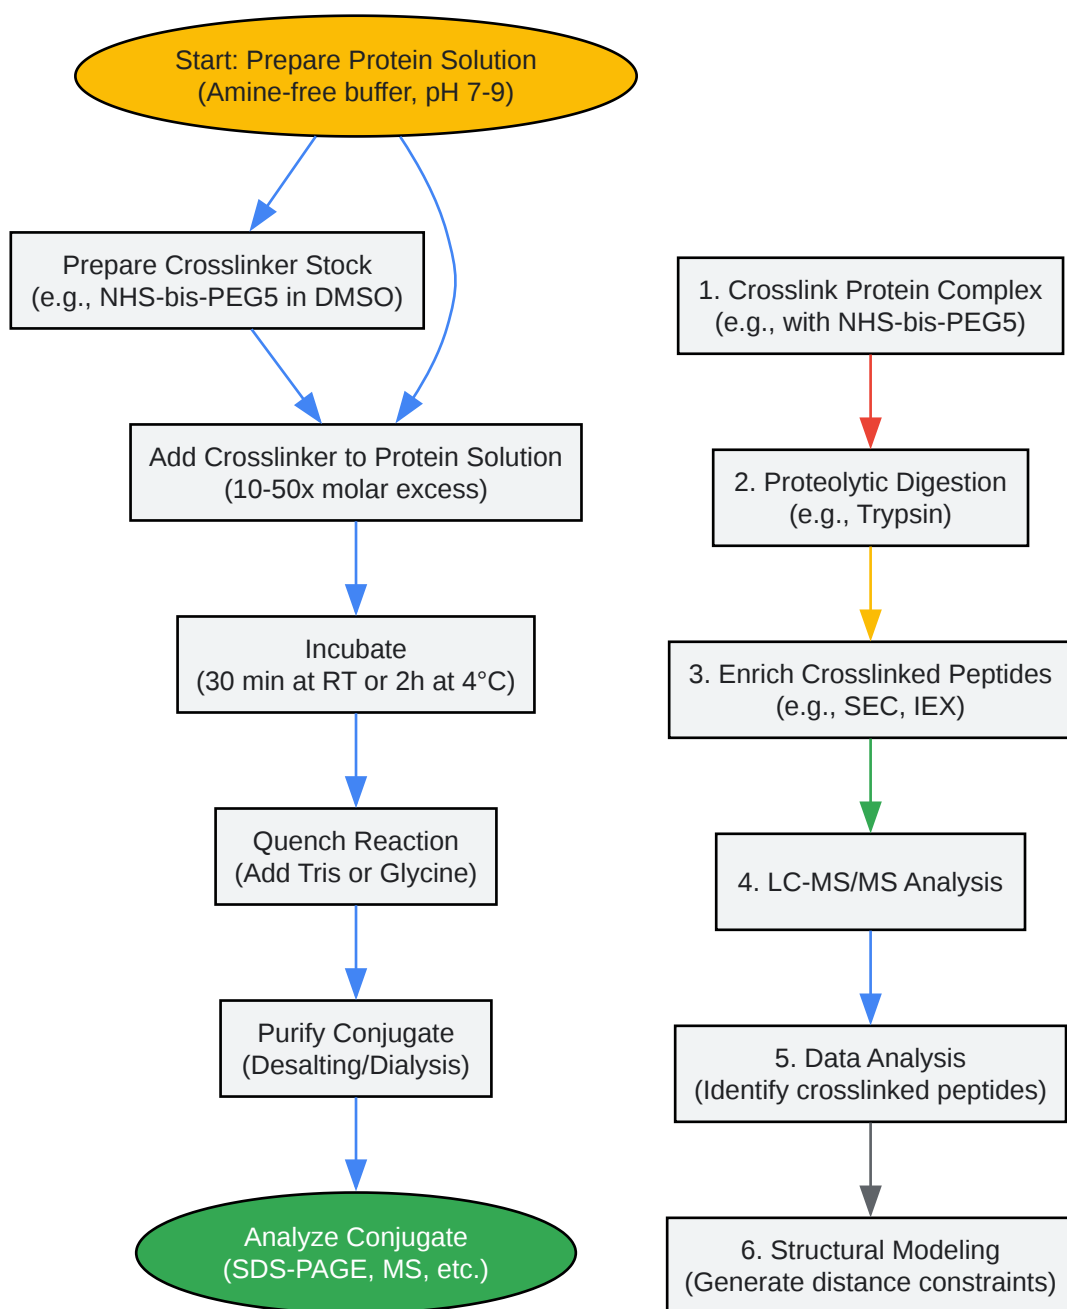 Start: Prepare Protein Solution
(Amine-free buffer, pH 7-9)
Prepare Crosslinker Stock
(e.g., NHS-bis-PEG5 in DMSO)
Add Crosslinker to Protein Solution
(10-50x molar excess)
Incubate
(30 min at RT or 2h at 4°C)
Quench Reaction
(Add Tris or Glycine)
Purify Conjugate
(Desalting/Dialysis)
Analyze Conjugate
(SDS-PAGE, MS, etc.)
1. Crosslink Protein Complex
(e.g., with NHS-bis-PEG5)
2. Proteolytic Digestion
(e.g., Trypsin)
3. Enrich Crosslinked Peptides
(e.g., SEC, IEX)
4. LC-MS/MS Analysis
5. Data Analysis
(Identify crosslinked peptides)
6. Structural Modeling
(Generate distance constraints)